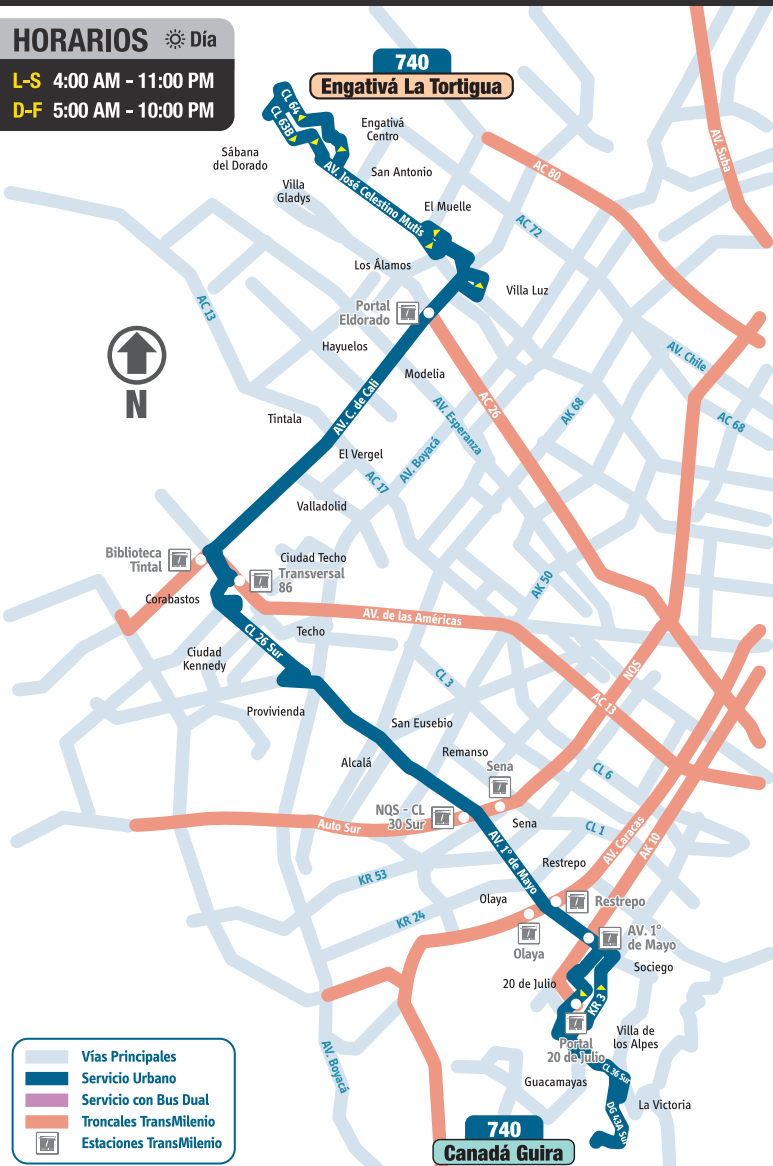 HORARIOS Día
L-S 4:00 AM - 11:00 PM
D-F 5:00 AM - 10:00 PM
740
Engativá La Tortigua
CL 64
CL 63B
Engativá
Centro
Sábana
del Dorado
San Antonio
Villa
Gladys
AV. José Celestino Mutis
El Muelle
AC 80
AV. Suba
AC 72
Los Álamos
Villa Luz
AC 13
Portal
Eldorado
Hayuelos
Modelia
AV. Chile
AV. C. de Cali
AV. Esperanza
AC 26
AK 68
AC 68
N
Tintala
AV. Boyacá
El Vergel
AC 17
Valladolid
Biblioteca
Tintal
Ciudad Techo
Transversal
86
AK 50
Corabastos
AV. de las Américas
Techo
CL 26 Sur
Ciudad
Kennedy
CL 3
NQS
AC 13
Provivienda
San Eusebio
Remanso
Alcalá
Sena
CL 6
NQS - CL
30 Sur
Auto Sur
Sena
CL 1
AV. Caracas
AK 10
AV. 1º de Mayo
Restrepo
KR 53
Olaya
Restrepo
KR 24
Olaya
AV. 1º
de Mayo
Sociego
20 de Julio
KR 3
Portal
20 de Julio
Villa de
los Alpes
AV. Boyacá
Guacamayas
CL 36 Sur
DG 43A Sur
La Victoria
Vías Principales
Servicio Urbano
Servicio con Bus Dual
Troncales TransMilenio
Estaciones TransMilenio
740
Canadá Guira